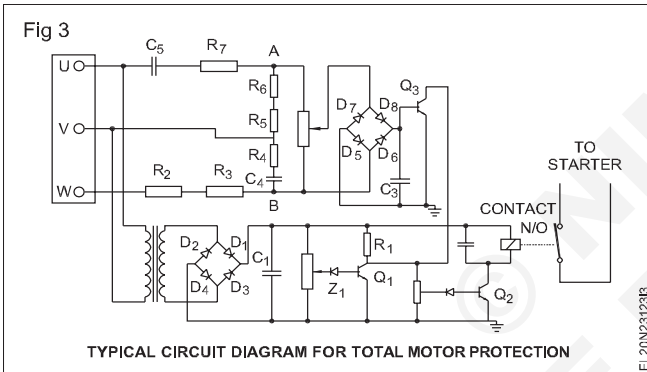 Fig 3
C5 R7 A
U
R6
Q3
D7 D8
R5
V
R4
D5 D6
R2 R3 C4 C3
W
B
TO
STARTER
CONTACT
N/O
D2 D1
C1
R1
D4 D3
Z1
Q1
Q2
TYPICAL CIRCUIT DIAGRAM FOR TOTAL MOTOR PROTECTION